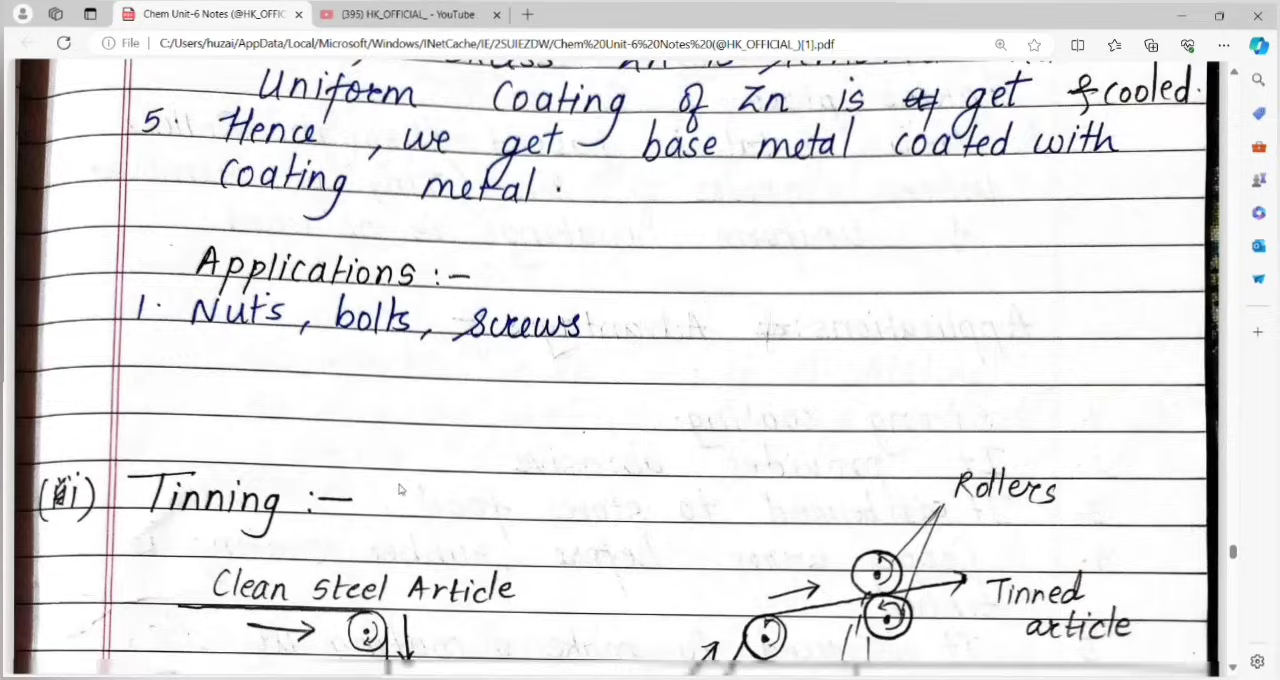 Chem Unit-6 Notes (@HK_OFFIC
(395) HK_OFFICIAL_ - YouTube
File
C:/Users/huzai/AppData/Local/Microsoft/Windows/INetCache/IE/2SUIEZDW/Chem%20Unit-6%20Notes%20(@HK_OFFICIAL_)[1].pdf
Uniform Coating of Zn is get & cooled.
5. Hence, we get base metal coated with
coating metal.
Applications :-
1. Nuts, bolts, screws
(ii) Tinning :-
Rollers
Clean Steel Article
Tinned
article